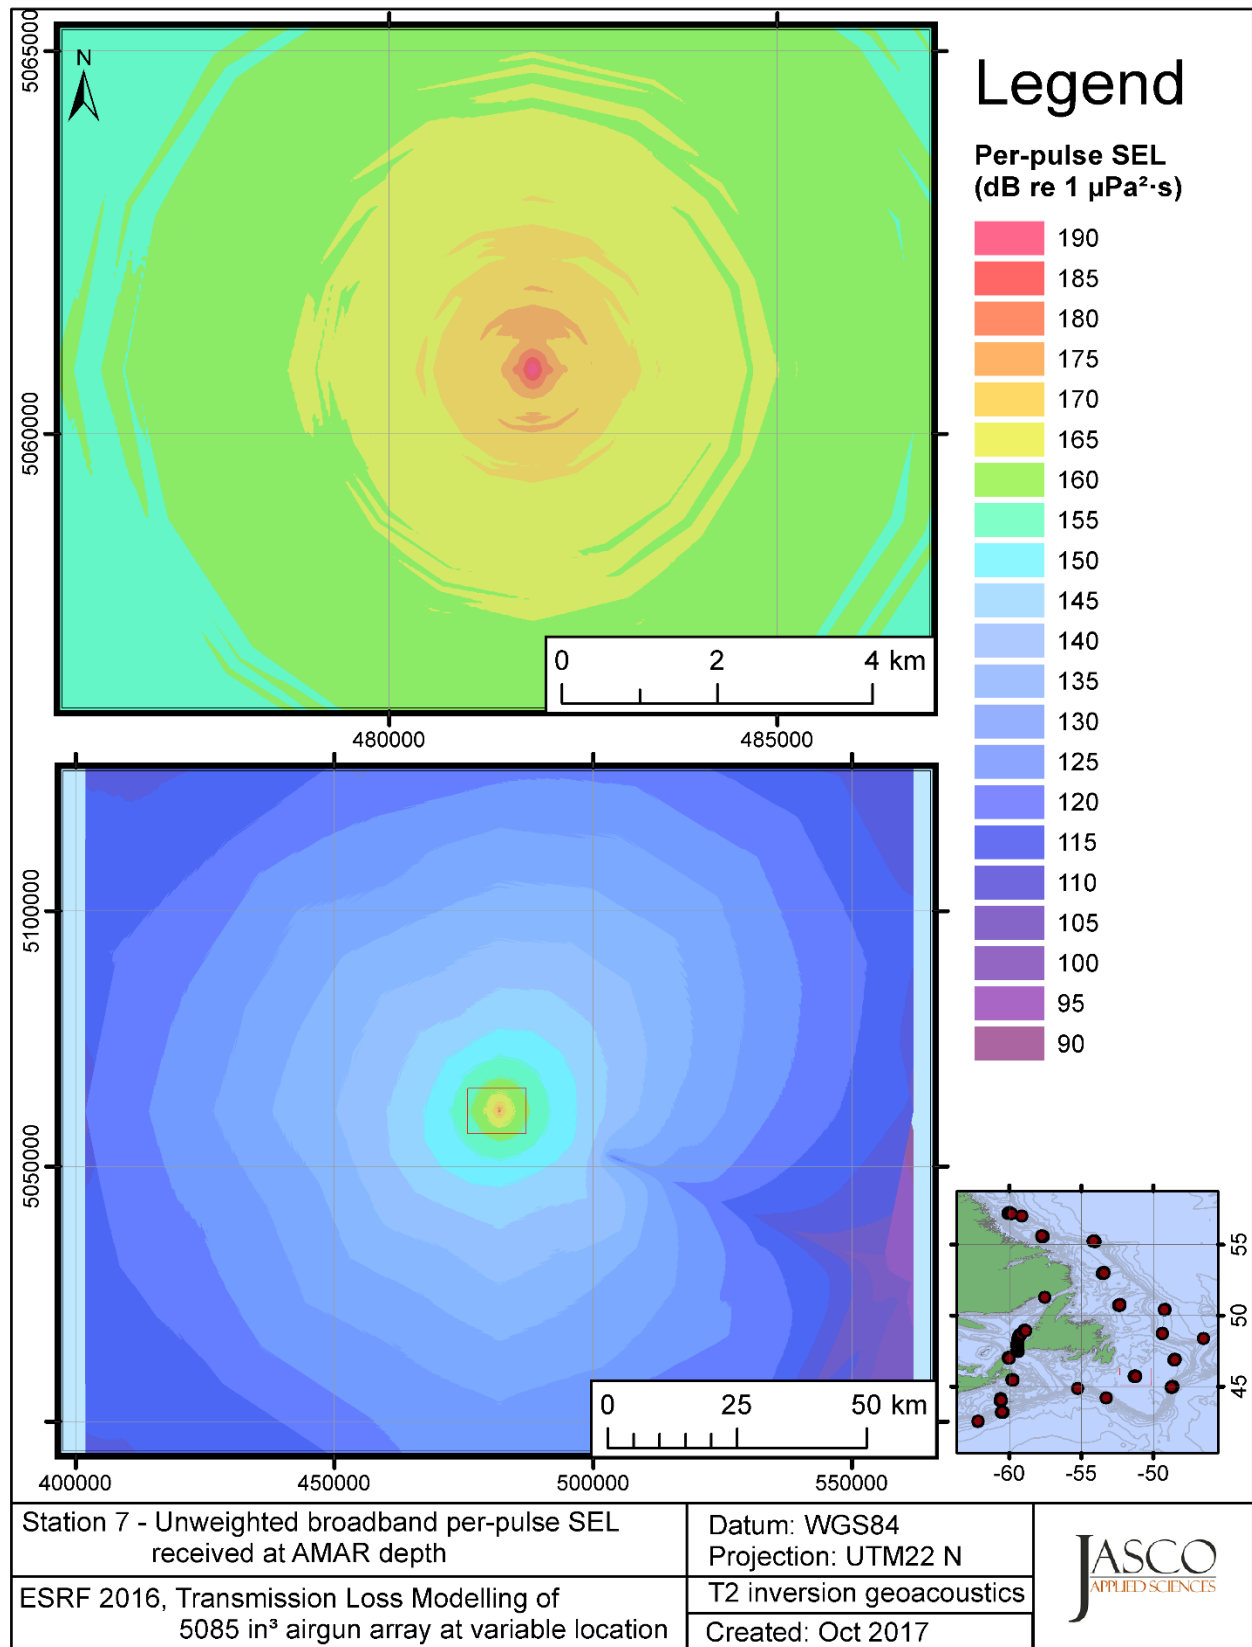 5065000
N
5060000
0 2 4 km
480000 485000
5100000
5050000
0 25 50 km
400000 450000 500000 550000
Legend
Per-pulse SEL
(dB re 1 µPa²·s)
190
185
180
175
170
165
160
155
150
145
140
135
130
125
120
115
110
105
100
95
90
55
50
45
-60 -55 -50
Station 7 - Unweighted broadband per-pulse SEL
received at AMAR depth
ESRF 2016, Transmission Loss Modelling of
5085 in³ airgun array at variable location
Datum: WGS84
Projection: UTM22 N
T2 inversion geoacoustics
Created: Oct 2017
JASCO
APPLIED SCIENCES